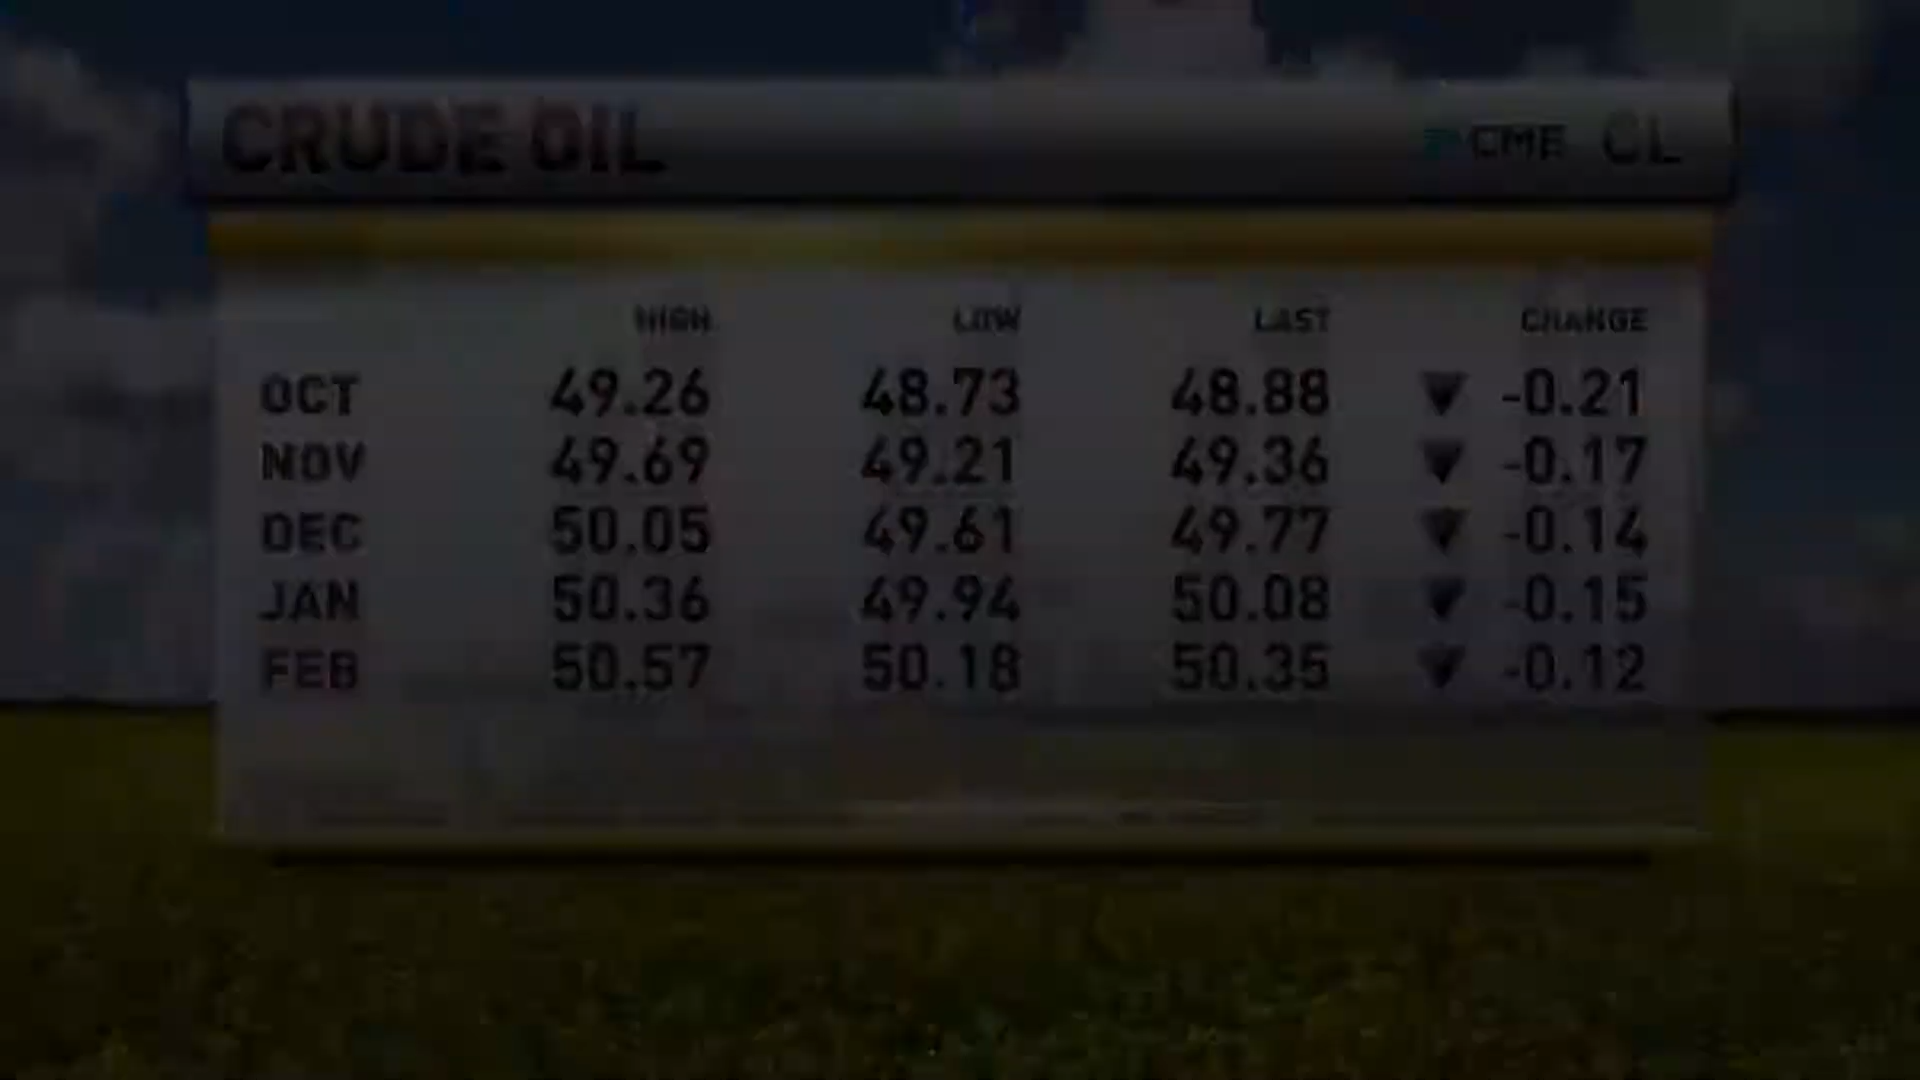 CRUDE OIL CME CL
HIGH LOW LAST CHANGE
OCT 49.26 48.73 48.88 ▼ -0.21
NOV 49.69 49.21 49.36 ▼ -0.17
DEC 50.05 49.61 49.77 ▼ -0.14
JAN 50.36 49.94 50.08 ▼ -0.15
FEB 50.57 50.18 50.35 ▼ -0.12